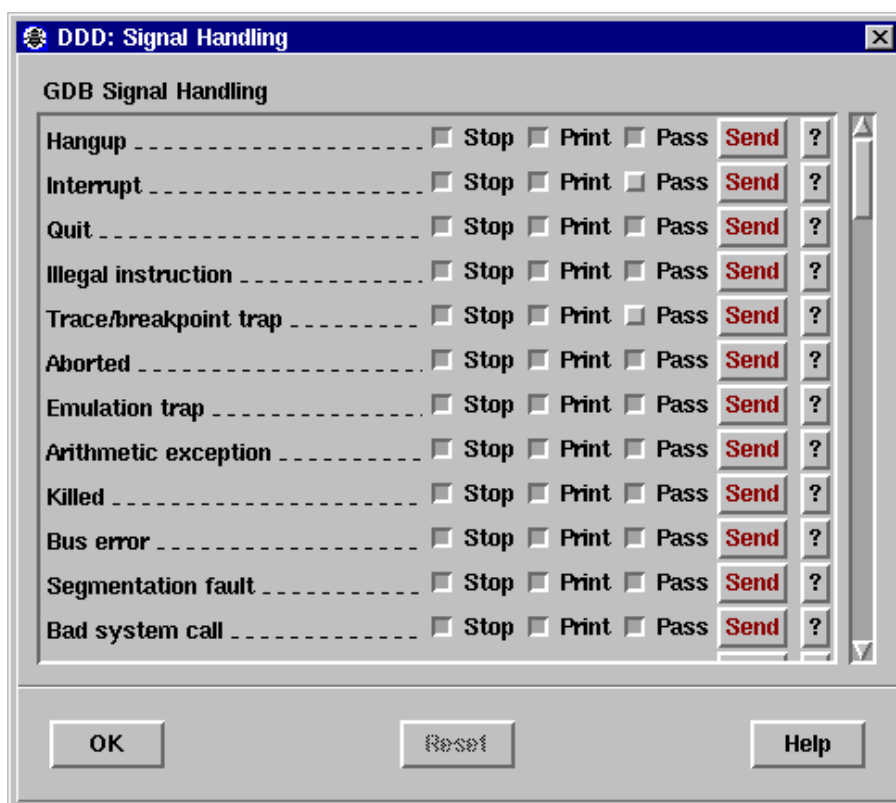 DDD: Signal Handling
GDB Signal Handling
Hangup Stop Print Pass Send ?
Interrupt Stop Print Pass Send ?
Quit Stop Print Pass Send ?
Illegal instruction Stop Print Pass Send ?
Trace/breakpoint trap Stop Print Pass Send ?
Aborted Stop Print Pass Send ?
Emulation trap Stop Print Pass Send ?
Arithmetic exception Stop Print Pass Send ?
Killed Stop Print Pass Send ?
Bus error Stop Print Pass Send ?
Segmentation fault Stop Print Pass Send ?
Bad system call Stop Print Pass Send ?
OK Reset Help